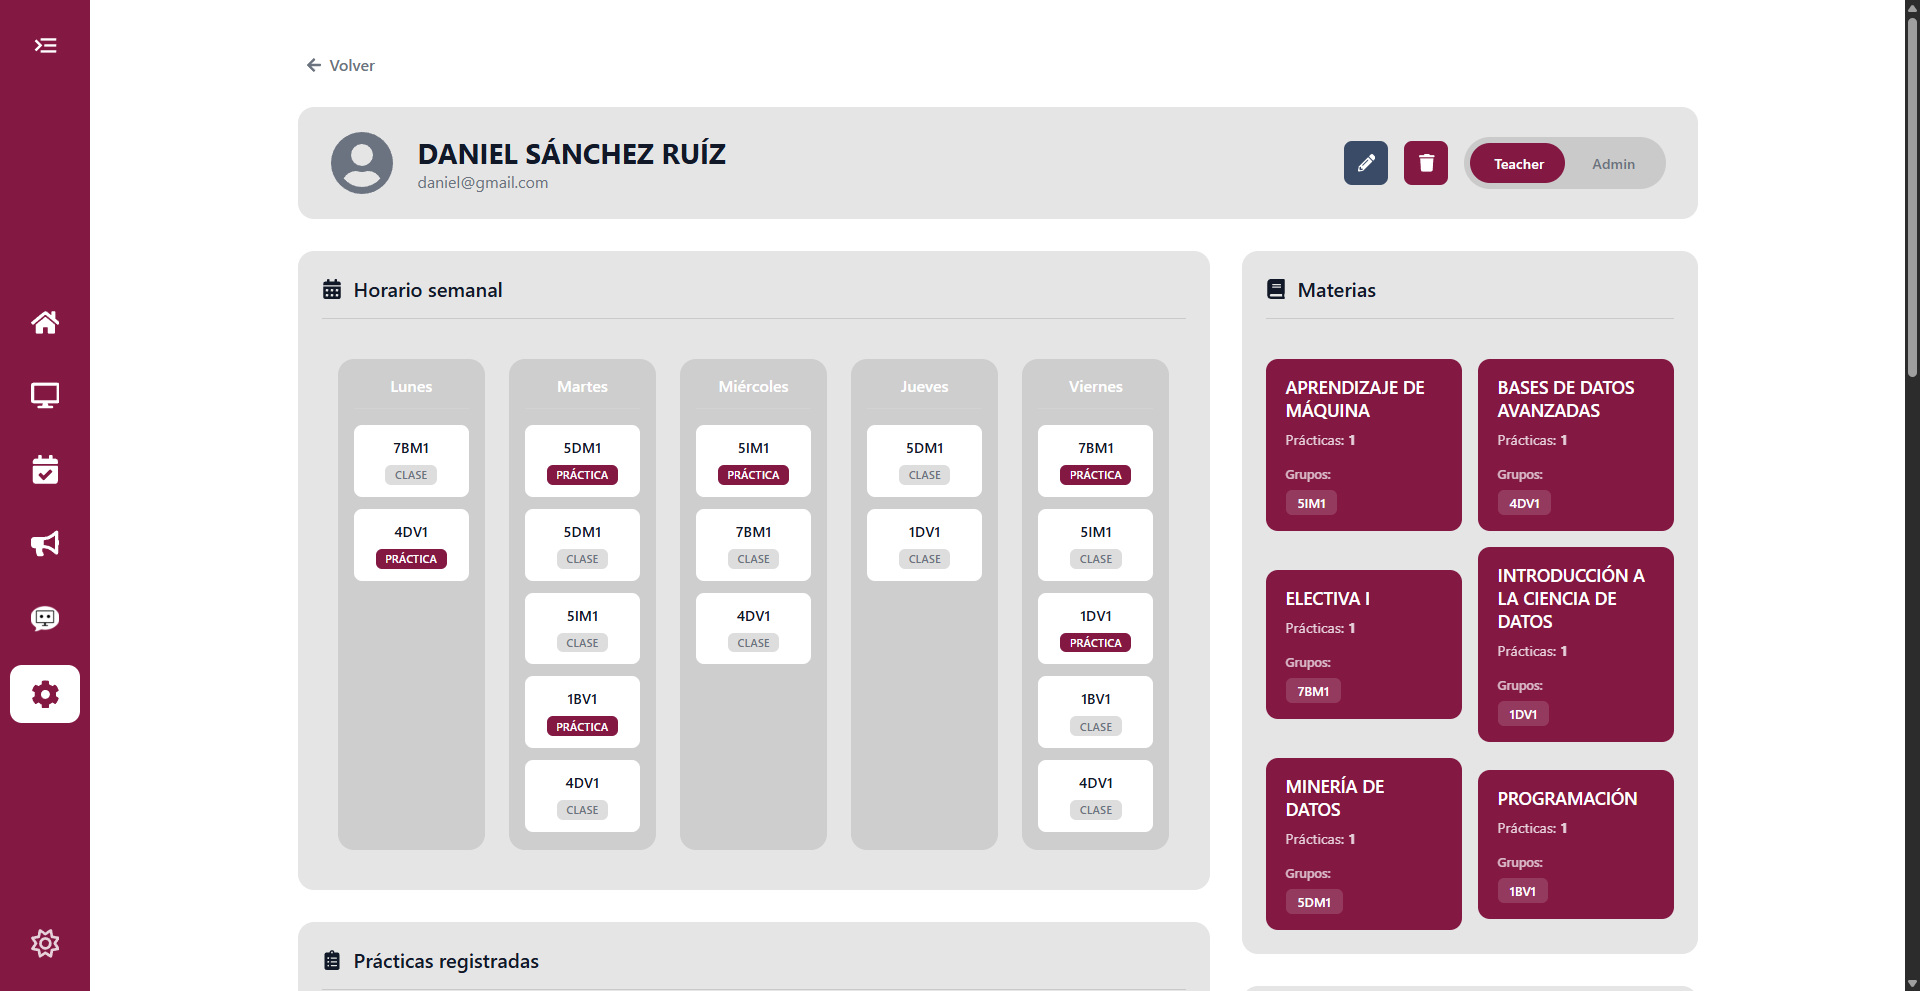 Volver
DANIEL SÁNCHEZ RUÍZ
daniel@gmail.com
Teacher
Admin
Horario semanal
Lunes
7BM1
CLASE
4DV1
PRÁCTICA
Martes
5DM1
PRÁCTICA
5DM1
CLASE
5IM1
CLASE
1BV1
PRÁCTICA
4DV1
CLASE
Miércoles
5IM1
PRÁCTICA
7BM1
CLASE
4DV1
CLASE
Jueves
5DM1
CLASE
1DV1
CLASE
Viernes
7BM1
PRÁCTICA
5IM1
CLASE
1DV1
PRÁCTICA
1BV1
CLASE
4DV1
CLASE
Materias
APRENDIZAJE DE
MÁQUINA
Prácticas: 1
Grupos:
5IM1
BASES DE DATOS
AVANZADAS
Prácticas: 1
Grupos:
4DV1
ELECTIVA I
Prácticas: 1
Grupos:
7BM1
INTRODUCCIÓN A
LA CIENCIA DE
DATOS
Prácticas: 1
Grupos:
1DV1
MINERÍA DE
DATOS
Prácticas: 1
Grupos:
5DM1
PROGRAMACIÓN
Prácticas: 1
Grupos:
1BV1
Prácticas registradas